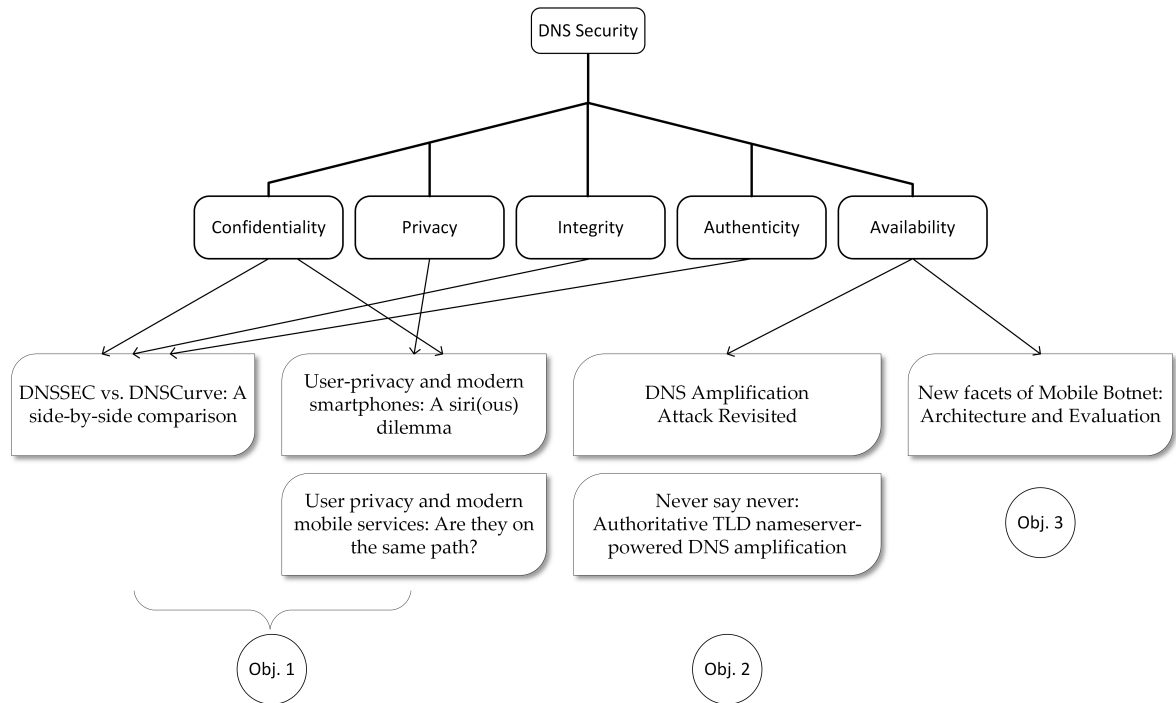 DNS Security
Confidentiality
Privacy
Integrity
Authenticity
Availability
DNSSEC vs. DNSCurve: A
side-by-side comparison
User-privacy and modern
smartphones: A siri(ous)
dilemma
DNS Amplification
Attack Revisited
New facets of Mobile Botnet:
Architecture and Evaluation
User privacy and modern
mobile services: Are they on
the same path?
Never say never:
Authoritative TLD nameserver-
powered DNS amplification
Obj. 3
Obj. 1
Obj. 2